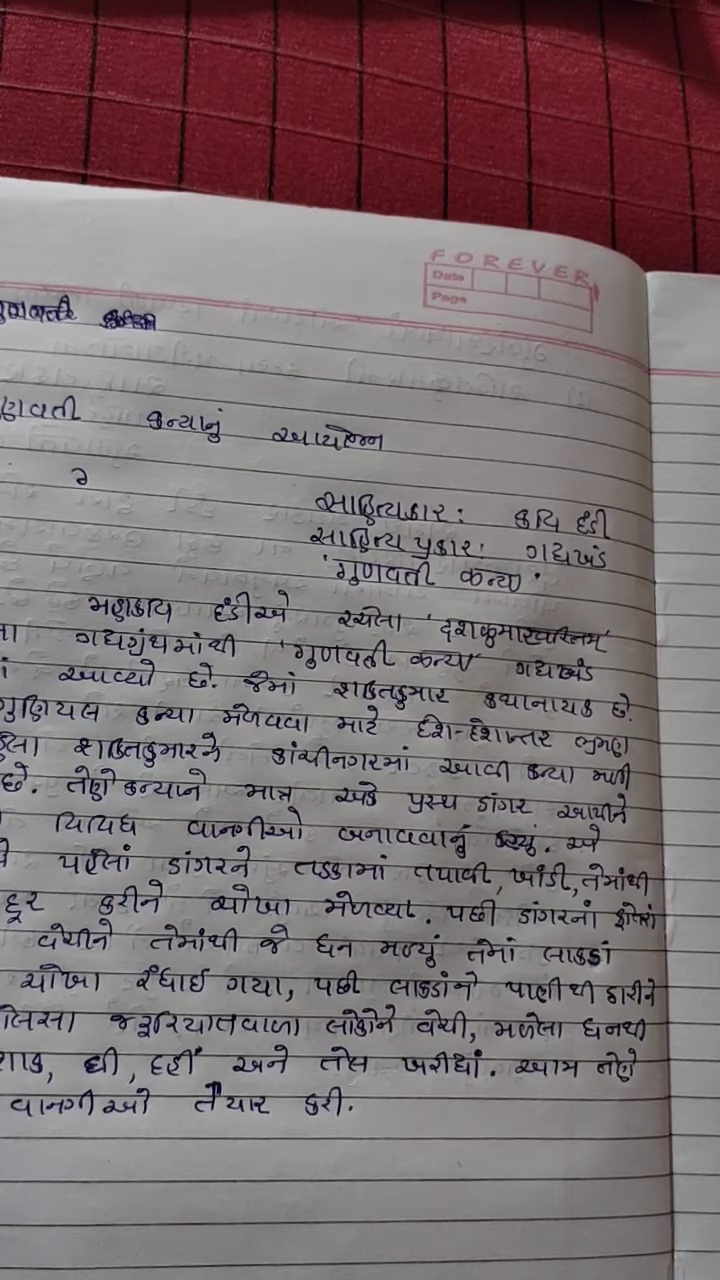 FOREVER
Date
Page
ગુણવતી
ગુણવતી કન્યાનું આયોજન
સાહિત્યકાર: કવિ દંડી
સાહિત્ય પ્રકાર: ગદ્યખંડ
'ગુણવતી કન્યા'
મહાકવિ દંડીએ રચેલા 'દશકુમારચરિતમ્'
ગદ્યગ્રંથમાંથી 'ગુણવતી કન્યા' ગદ્યખંડ
આવ્યો છે. જેમાં શક્તિકુમાર કથાનાયક છે.
ગુણિયલ કન્યા મેળવવા માટે દેશ-દેશાન્તર ભ્રમણ
શક્તિકુમારને કાંચીનગરમાં આવી કન્યા મળી
છે. તેણે કન્યાને માત્ર એક પ્રસ્થ ડાંગર આપીને
વિવિધ વાનગીઓ બનાવવાનું કહ્યું. એ
પહેલાં ડાંગરને તડકામાં તપાવી, ખાંડી, તેમાંથી
દૂર કરીને ચોખા મેળવ્યા. પછી ડાંગરનાં ફોતરાં
વેચીને તેમાંથી જે ધન મળ્યું તેમાં લાકડાં
ચોખા રંધાઈ ગયા, પછી લાકડાંને પાણીથી ઠારીને
જરૂરિયાતવાળા લોકોને વેચી, મળેલા ધનથી
શાક, ઘી, દહીં અને તેલ ખરીદ્યાં. આમ તેણે
વાનગીઓ તૈયાર કરી.